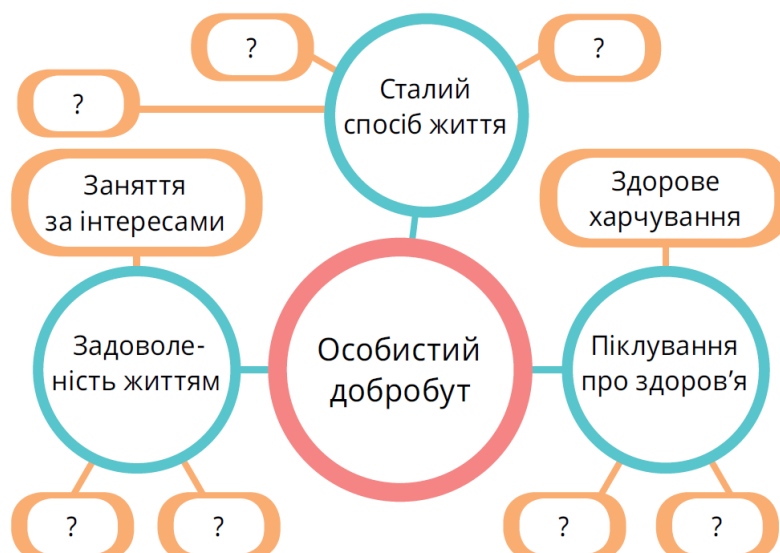 ?
?
?
Сталий
спосіб життя
Заняття
за інтересами
Здорове
харчування
Задоволе-
ність життям
Особистий
добробут
Піклування
про здоров’я
?
?
?
?